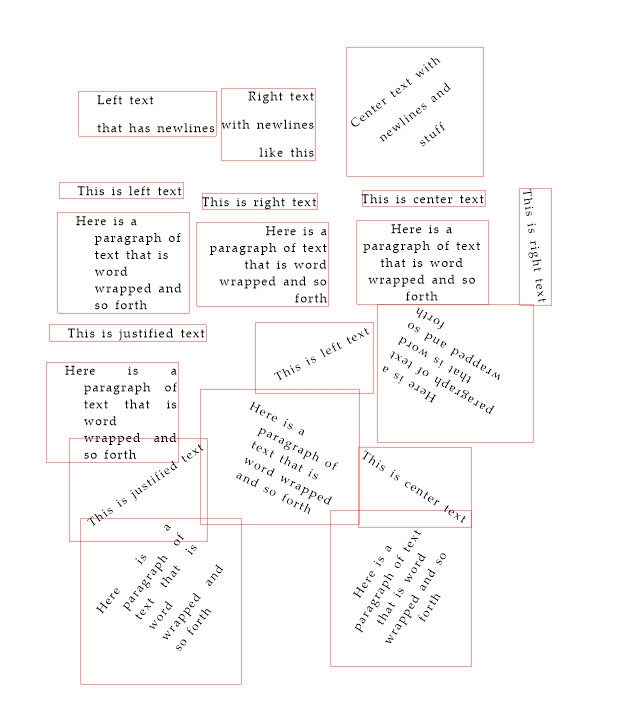 Left text
that has newlines
Right text
with newlines
like this
Center text with
newlines and
stuff
This is left text
This is right text
This is center text
This is right text
Here is a
paragraph of
text that is
word
wrapped and
so forth
Here is a
paragraph of text
that is word
wrapped and so
forth
Here is a
paragraph of text
that is word
wrapped and so
forth
This is justified text
This is left text
Here is a
paragraph of text
that is word
wrapped and so
forth
Here is a
paragraph of
text that is
word
wrapped and
so forth
Here is a
paragraph of
text that is
word wrapped
and so forth
This is justified text
This is center text
Here is a
paragraph of
text that is
word
wrapped and
so forth
Here is a
paragraph of text
that is word
wrapped and so
forth